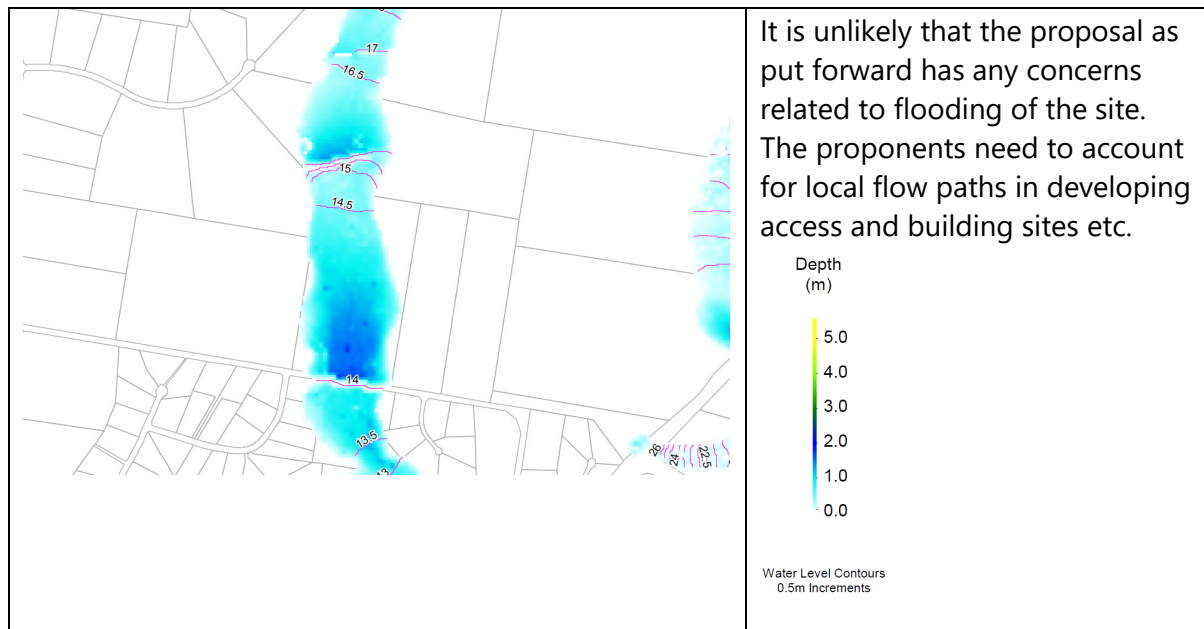 17
16.5
15
14.5
14
13.5
13
26
24
22.5
It is unlikely that the proposal as
put forward has any concerns
related to flooding of the site.
The proponents need to account
for local flow paths in developing
access and building sites etc.
Depth
(m)
5.0
4.0
3.0
2.0
1.0
0.0
Water Level Contours
0.5m Increments